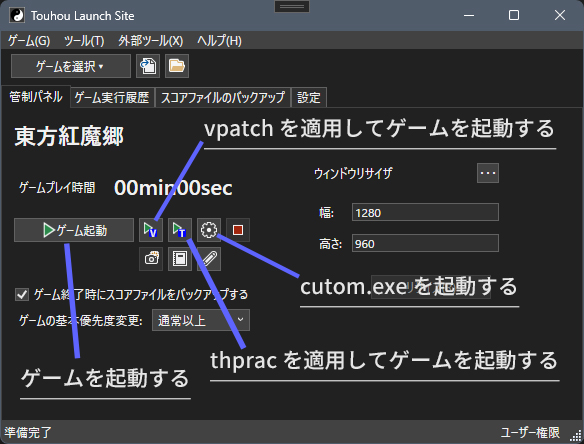 Touhou Launch Site
ゲーム(G) ツール(T) 外部ツール(X) ヘルプ(H)
ゲームを選択
管制パネル ゲーム実行履歴 スコアファイルのバックアップ 設定
東方紅魔郷
vpatch を適用してゲームを起動する
ウィンドウリサイザ ...
ゲームプレイ時間 00min00sec
幅: 1280
ゲーム起動 V T
高さ: 960
cutom.exe を起動する
ゲーム終了時にスコアファイルをバックアップする
ゲームの基本優先度変更: 通常以上
thprac を適用してゲームを起動する
ゲームを起動する
準備完了 ユーザー権限